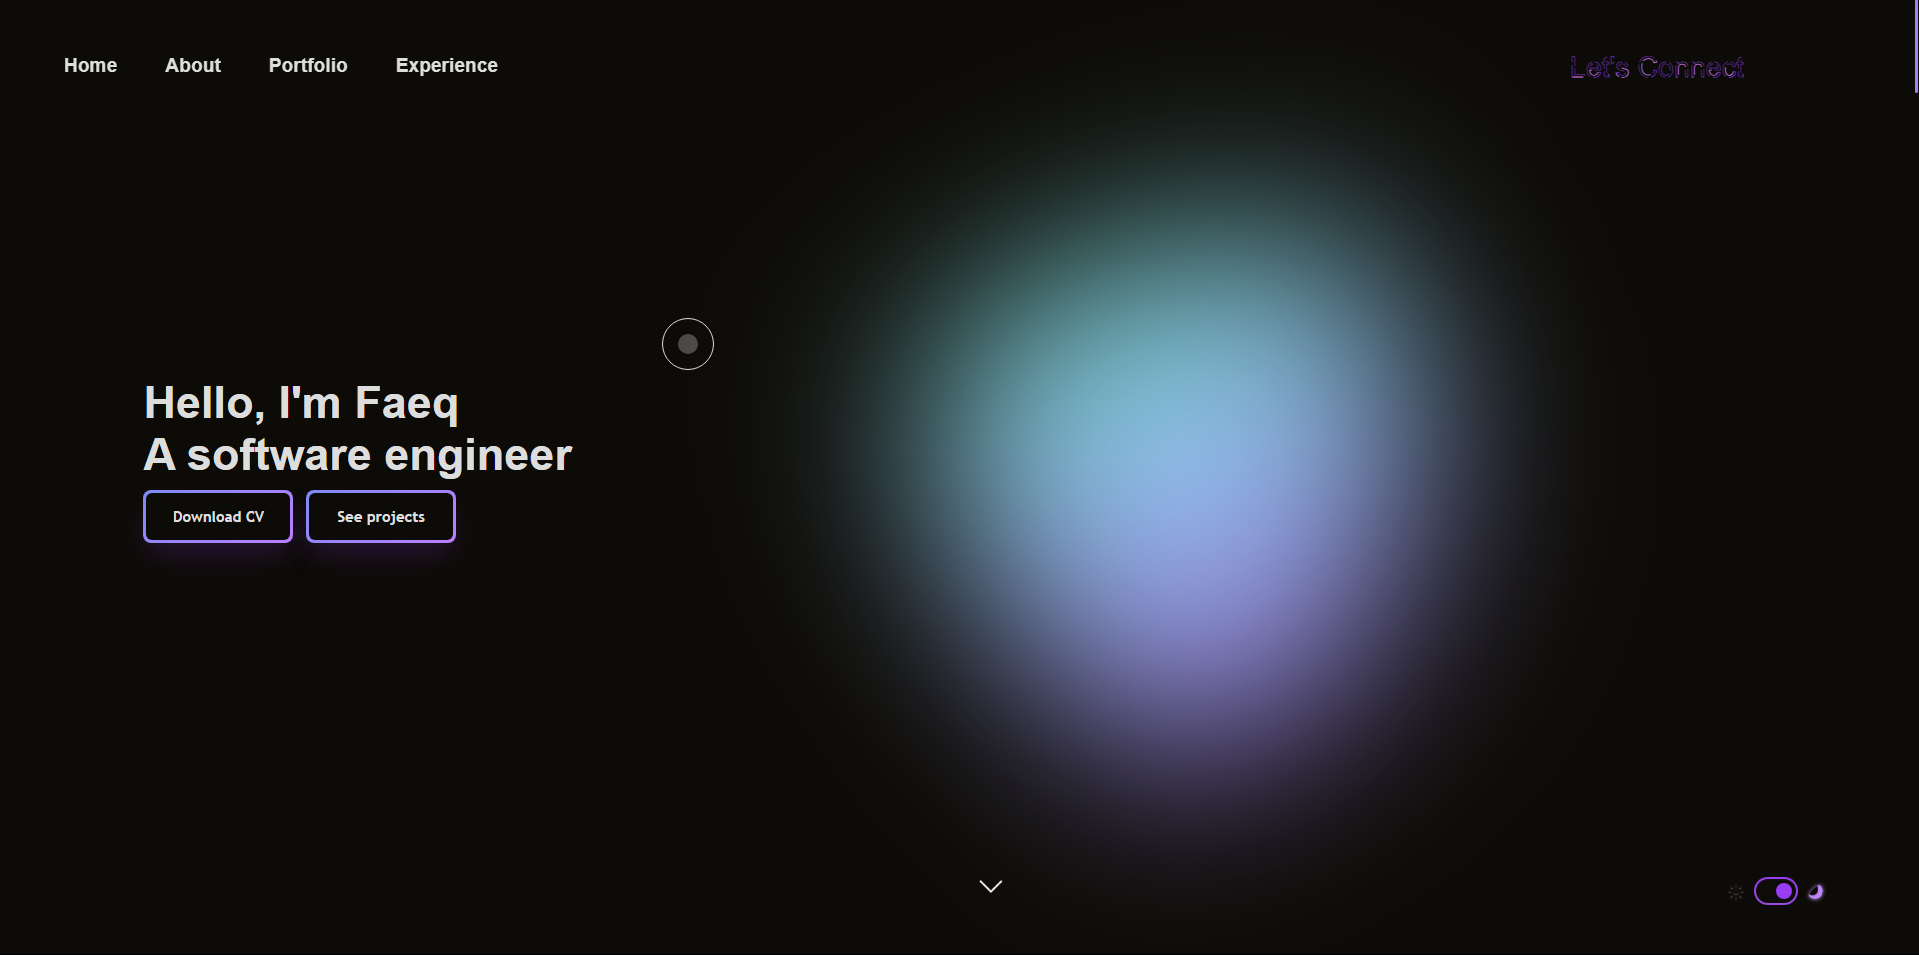 Home About Portfolio Experience Let's Connect
Hello, I'm Faeq
A software engineer
Download CV See projects